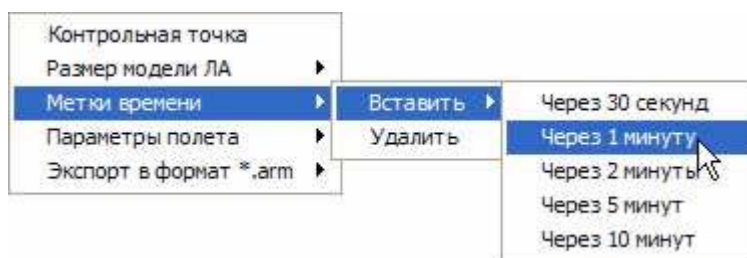 Контрольная точка
Размер модели ЛА
Метки времени
Параметры полета
Экспорт в формат *.arm
Вставить
Удалить
Через 30 секунд
Через 1 минуту
Через 2 минуты
Через 5 минут
Через 10 минут